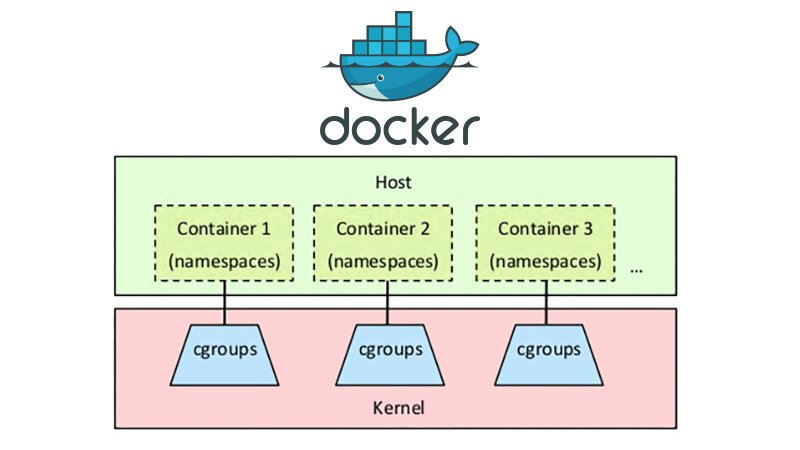 docker
Host
Container 1
(namespaces)
Container 2
(namespaces)
Container 3
(namespaces)
...
cgroups
cgroups
cgroups
Kernel